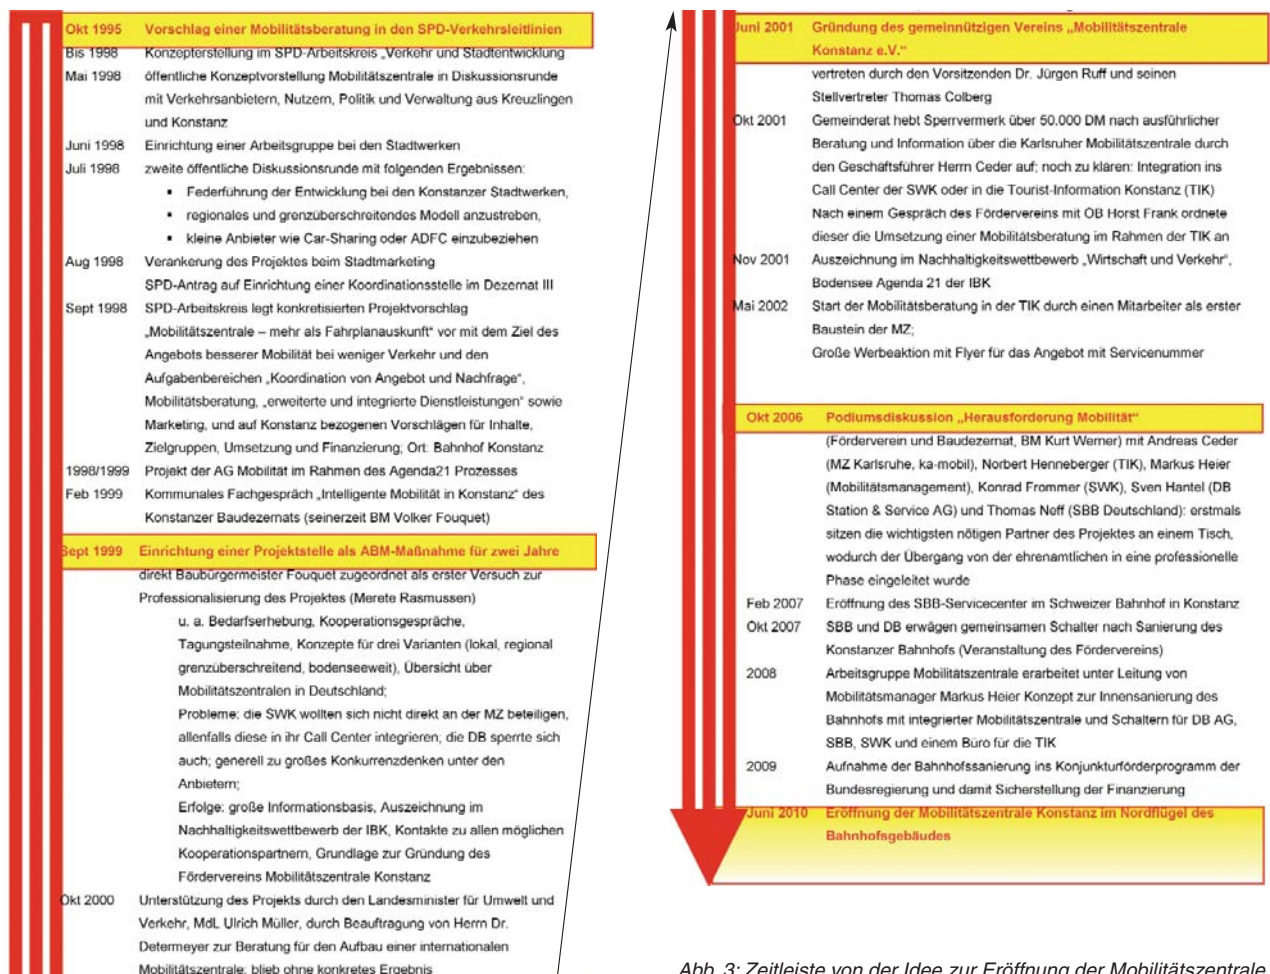 Okt 1995 Vorschlag einer Mobilitätsberatung in den SPD-Verkehrsleitlinien
Bis 1998 Konzepterstellung im SPD-Arbeitskreis „Verkehr und Stadtentwicklung
Mai 1998 öffentliche Konzeptvorstellung Mobilitätszentrale in Diskussionsrunde
mit Verkehrsanbietern, Nutzern, Politik und Verwaltung aus Kreuzlingen
und Konstanz
Juni 1998 Einrichtung einer Arbeitsgruppe bei den Stadtwerken
Juli 1998 zweite öffentliche Diskussionsrunde mit folgenden Ergebnissen:
▪ Federführung der Entwicklung bei den Konstanzer Stadtwerken,
▪ regionales und grenzüberschreitendes Modell anzustreben,
▪ kleine Anbieter wie Car-Sharing oder ADFC einzubeziehen
Aug 1998 Verankerung des Projektes beim Stadtmarketing
SPD-Antrag auf Einrichtung einer Koordinationsstelle im Dezernat III
Sept 1998 SPD-Arbeitskreis legt konkretisierten Projektvorschlag
„Mobilitätszentrale – mehr als Fahrplanauskunft“ vor mit dem Ziel des
Angebots besserer Mobilität bei weniger Verkehr und den
Aufgabenbereichen „Koordination von Angebot und Nachfrage“,
Mobilitätsberatung, „erweiterte und integrierte Dienstleistungen“ sowie
Marketing, und auf Konstanz bezogenen Vorschlägen für Inhalte,
Zielgruppen, Umsetzung und Finanzierung; Ort: Bahnhof Konstanz
1998/1999 Projekt der AG Mobilität im Rahmen des Agenda21 Prozesses
Feb 1999 Kommunales Fachgespräch „Intelligente Mobilität in Konstanz“ des
Konstanzer Baudezernats (seinerzeit BM Volker Fouquet)
Sept 1999 Einrichtung einer Projektstelle als ABM-Maßnahme für zwei Jahre
direkt Baubürgermeister Fouquet zugeordnet als erster Versuch zur
Professionalisierung des Projektes (Merete Rasmussen)
u. a. Bedarfserhebung, Kooperationsgespräche,
Tagungsteilnahme, Konzepte für drei Varianten (lokal, regional
grenzüberschreitend, bodenseeweit), Übersicht über
Mobilitätszentralen in Deutschland;
Probleme: die SWK wollten sich nicht direkt an der MZ beteiligen,
allenfalls diese in ihr Call Center integrieren; die DB sperrte sich
auch; generell zu großes Konkurrenzdenken unter den
Anbietern;
Erfolge: große Informationsbasis, Auszeichnung im
Nachhaltigkeitswettbewerb der IBK, Kontakte zu allen möglichen
Kooperationspartnern, Grundlage zur Gründung des
Fördervereins Mobilitätszentrale Konstanz
Okt 2000 Unterstützung des Projekts durch den Landesminister für Umwelt und
Verkehr, MdL Ulrich Müller, durch Beauftragung von Herrn Dr.
Determeyer zur Beratung für den Aufbau einer internationalen
Mobilitätszentrale; blieb ohne konkretes Ergebnis
Juni 2001 Gründung des gemeinnützigen Vereins „Mobilitätszentrale
Konstanz e.V.“
vertreten durch den Vorsitzenden Dr. Jürgen Ruff und seinen
Stellvertreter Thomas Colberg
Okt 2001 Gemeinderat hebt Sperrvermerk über 50.000 DM nach ausführlicher
Beratung und Information über die Karlsruher Mobilitätszentrale durch
den Geschäftsführer Herrn Ceder auf; noch zu klären: Integration ins
Call Center der SWK oder in die Tourist-Information Konstanz (TIK)
Nach einem Gespräch des Fördervereins mit OB Horst Frank ordnete
dieser die Umsetzung einer Mobilitätsberatung im Rahmen der TIK an
Nov 2001 Auszeichnung im Nachhaltigkeitswettbewerb „Wirtschaft und Verkehr“,
Bodensee Agenda 21 der IBK
Mai 2002 Start der Mobilitätsberatung in der TIK durch einen Mitarbeiter als erster
Baustein der MZ;
Große Werbeaktion mit Flyer für das Angebot mit Servicenummer
Okt 2006 Podiumsdiskussion „Herausforderung Mobilität“
(Förderverein und Baudezernat, BM Kurt Werner) mit Andreas Ceder
(MZ Karlsruhe, ka-mobil), Norbert Henneberger (TIK), Markus Heier
(Mobilitätsmanagement), Konrad Frommer (SWK), Sven Hantel (DB
Station & Service AG) und Thomas Neff (SBB Deutschland): erstmals
sitzen die wichtigsten nötigen Partner des Projektes an einem Tisch,
wodurch der Übergang von der ehrenamtlichen in eine professionelle
Phase eingeleitet wurde
Feb 2007 Eröffnung des SBB-Servicecenter im Schweizer Bahnhof in Konstanz
Okt 2007 SBB und DB erwägen gemeinsamen Schalter nach Sanierung des
Konstanzer Bahnhofs (Veranstaltung des Fördervereins)
2008 Arbeitsgruppe Mobilitätszentrale erarbeitet unter Leitung von
Mobilitätsmanager Markus Heier Konzept zur Innensanierung des
Bahnhofs mit integrierter Mobilitätszentrale und Schaltern für DB AG,
SBB, SWK und einem Büro für die TIK
2009 Aufnahme der Bahnhofssanierung ins Konjunkturförderprogramm der
Bundesregierung und damit Sicherstellung der Finanzierung
Juni 2010 Eröffnung der Mobilitätszentrale Konstanz im Nordflügel des
Bahnhofsgebäudes
Abb. 3: Zeitleiste von der Idee zur Eröffnung der Mobilitätszentrale